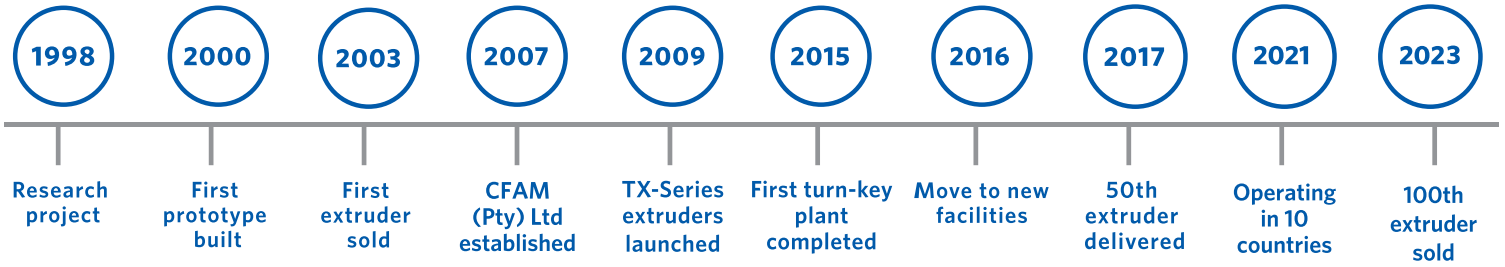 1998
2000
2003
2007
2009
2015
2016
2017
2021
2023
Research
project
First
prototype
built
First
extruder
sold
CFAM
(Pty) Ltd
established
TX-Series
extruders
launched
First turn-key
plant
completed
Move to new
facilities
50th
extruder
delivered
Operating
in 10
countries
100th
extruder
sold